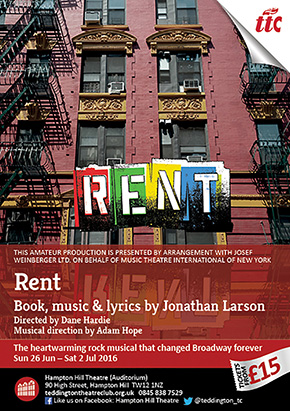 ttc
RENT
THIS AMATEUR PRODUCTION IS PRESENTED BY ARRANGEMENT WITH JOSEF
WEINBERGER LTD. ON BEHALF OF MUSIC THEATRE INTERNATIONAL OF NEW YORK
Rent
Book, music & lyrics by Jonathan Larson
Directed by Dane Hardie
Musical direction by Adam Hope
The heartwarming rock musical that changed Broadway forever
Sun 26 Jun – Sat 2 Jul 2016
TICKETS FROM £15
Hampton Hill Theatre (Auditorium)
90 High Street, Hampton Hill TW12 1NZ
teddingtontheatreclub.org.uk 0845 838 7529
Like us on Facebook: Hampton Hill Theatre @teddington_tc